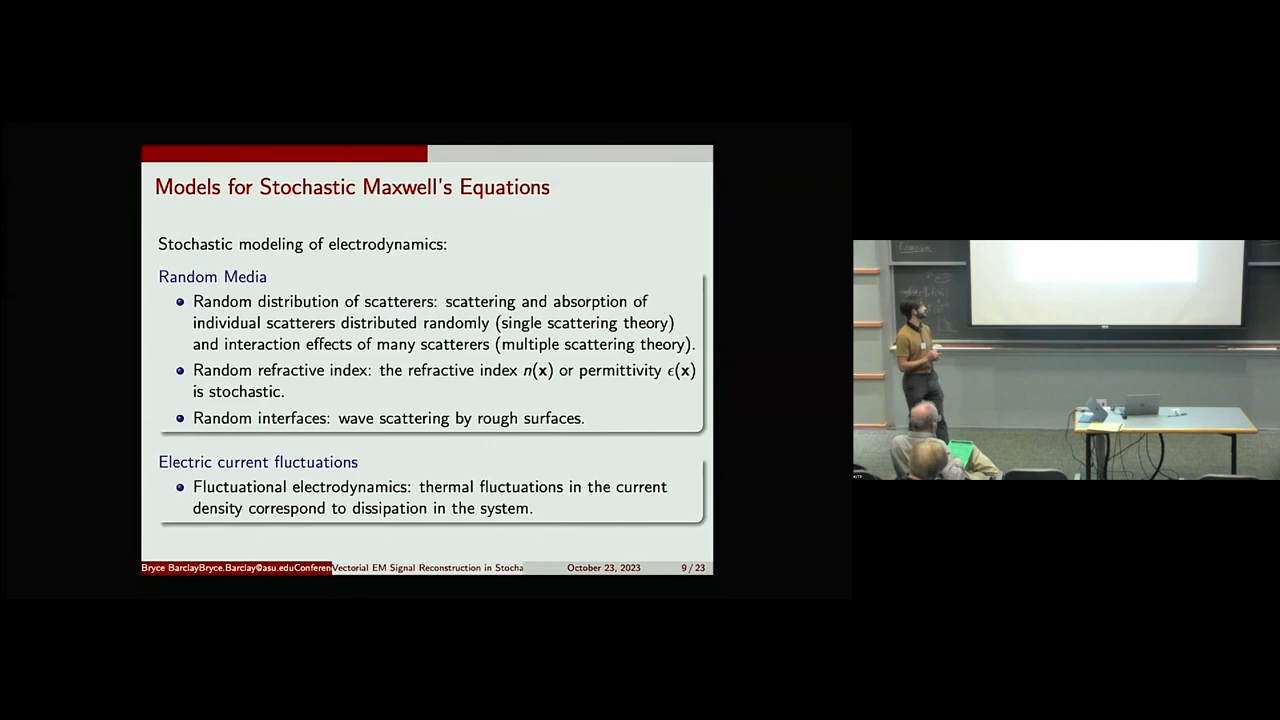 Models for Stochastic Maxwell's Equations
Stochastic modeling of electrodynamics:
Random Media
Random distribution of scatterers: scattering and absorption of
individual scatterers distributed randomly (single scattering theory)
and interaction effects of many scatterers (multiple scattering theory).
Random refractive index: the refractive index n(x) or permittivity ϵ(x)
is stochastic.
Random interfaces: wave scattering by rough surfaces.
Electric current fluctuations
Fluctuational electrodynamics: thermal fluctuations in the current
density correspond to dissipation in the system.
Bryce BarclayBryce.Barclay@asu.eduConferen Vectorial EM Signal Reconstruction in Stocha October 23, 2023 9 / 23